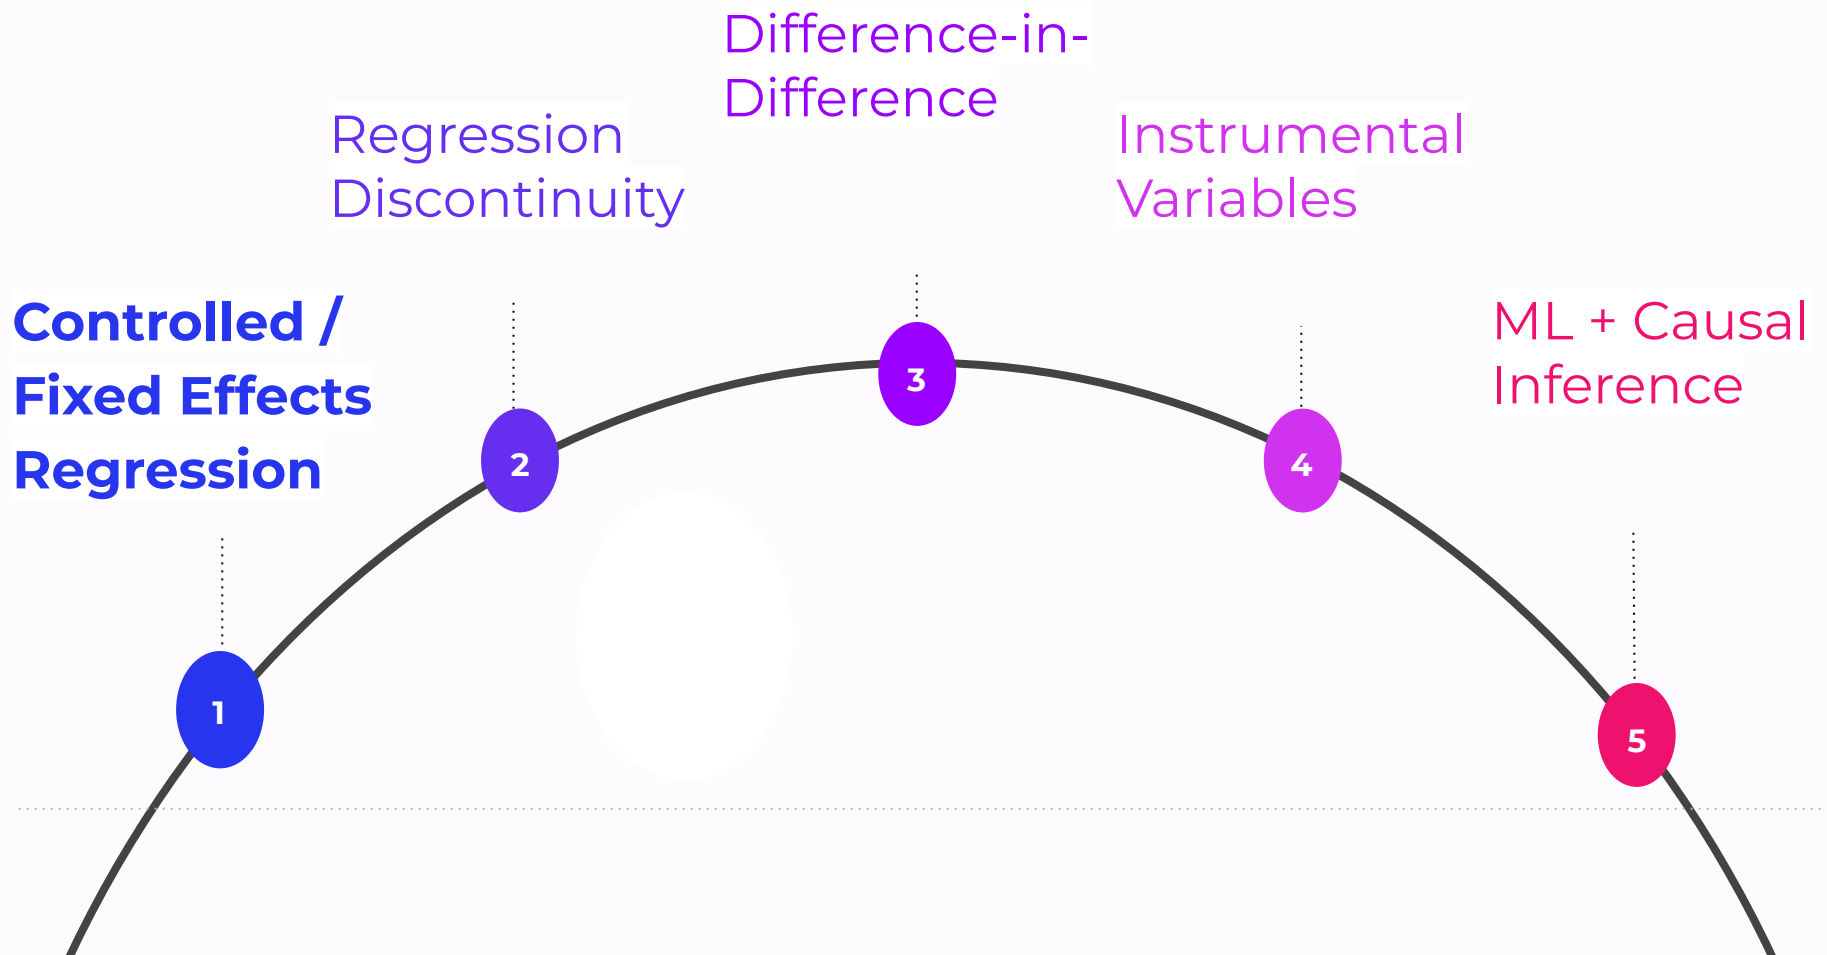 Difference-in-
Difference
Regression
Discontinuity
Instrumental
Variables
Controlled /
Fixed Effects
Regression
ML + Causal
Inference
3
2
4
1
5